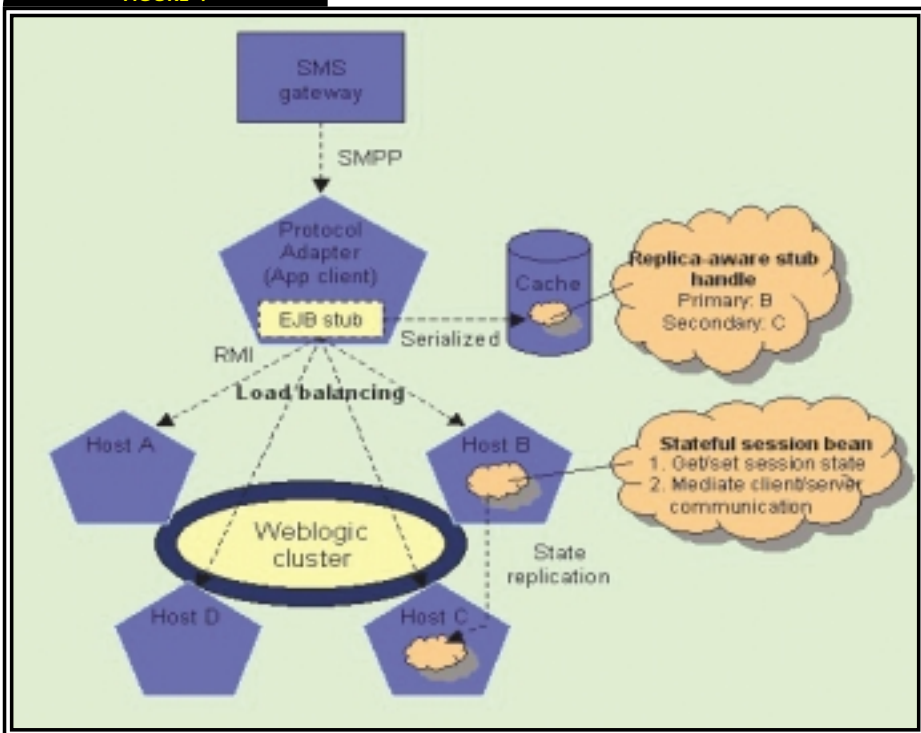 SMS
gateway
SMPP
Protocol
Adapter
(App client)
EJB stub
Cache
Replica-aware stub
handle
Primary: B
Secondary: C
Serialized
RMI
Load balancing
Host A
Host B
Stateful session bean
1. Get/set session state
2. Mediate client/server
communication
Weblogic
cluster
State
replication
Host D
Host C